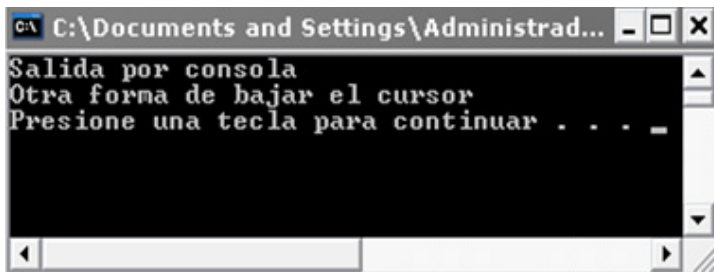 C:\Documents and Settings\Administrad...
Salida por consola
Otra forma de bajar el cursor
Presione una tecla para continuar . . . _